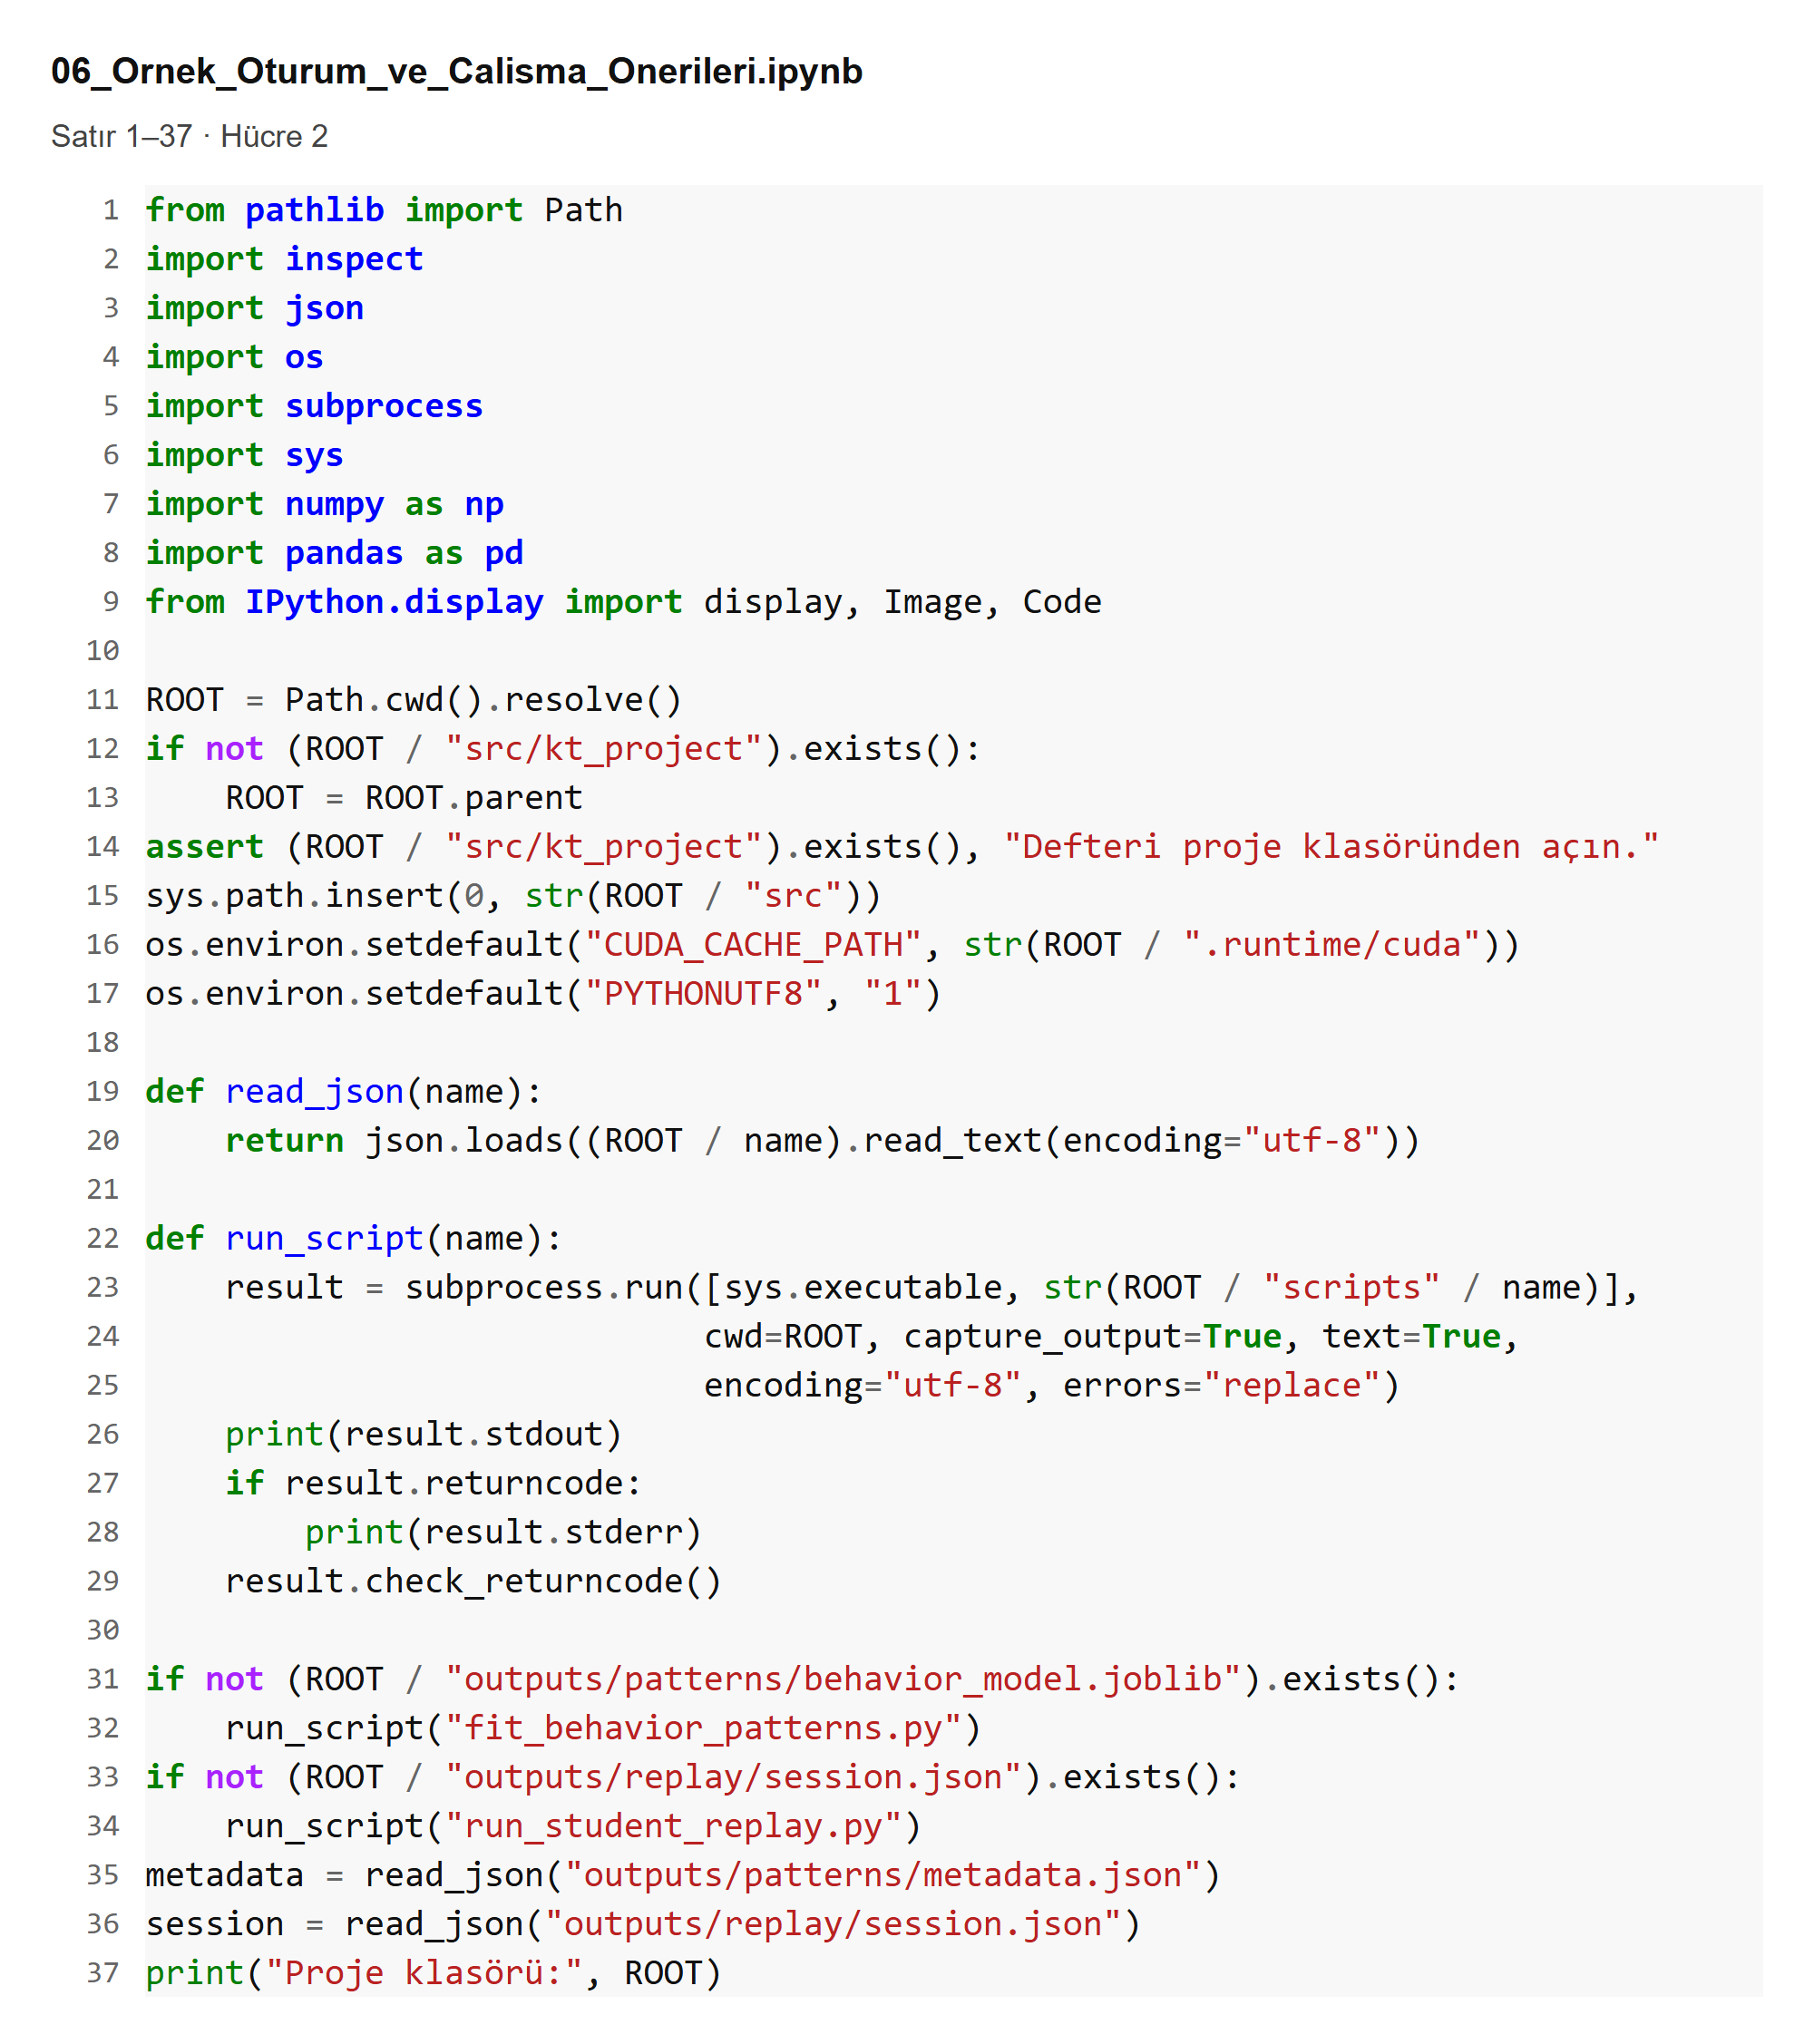 06_Ornek_Oturum_ve_Calisma_Onerileri.ipynb
Satır 1–37 · Hücre 2
1 from pathlib import Path
2 import inspect
3 import json
4 import os
5 import subprocess
6 import sys
7 import numpy as np
8 import pandas as pd
9 from IPython.display import display, Image, Code
10
11 ROOT = Path.cwd().resolve()
12 if not (ROOT / "src/kt_project").exists():
13     ROOT = ROOT.parent
14 assert (ROOT / "src/kt_project").exists(), "Defteri proje klasöründen açın."
15 sys.path.insert(0, str(ROOT / "src"))
16 os.environ.setdefault("CUDA_CACHE_PATH", str(ROOT / ".runtime/cuda"))
17 os.environ.setdefault("PYTHONUTF8", "1")
18
19 def read_json(name):
20     return json.loads((ROOT / name).read_text(encoding="utf-8"))
21
22 def run_script(name):
23     result = subprocess.run([sys.executable, str(ROOT / "scripts" / name)],
24                             cwd=ROOT, capture_output=True, text=True,
25                             encoding="utf-8", errors="replace")
26     print(result.stdout)
27     if result.returncode:
28         print(result.stderr)
29     result.check_returncode()
30
31 if not (ROOT / "outputs/patterns/behavior_model.joblib").exists():
32     run_script("fit_behavior_patterns.py")
33 if not (ROOT / "outputs/replay/session.json").exists():
34     run_script("run_student_replay.py")
35 metadata = read_json("outputs/patterns/metadata.json")
36 session = read_json("outputs/replay/session.json")
37 print("Proje klasörü:", ROOT)